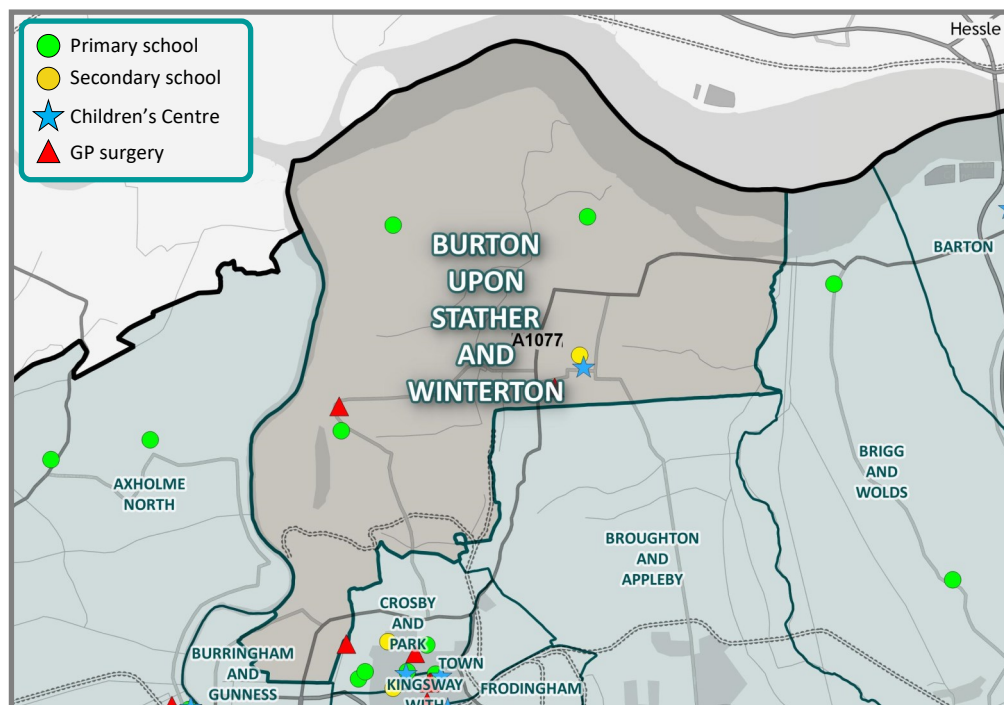 Primary school
Secondary school
Children's Centre
GP surgery
Hessle
BARTON
BURTON
UPON
STATHER
AND
WINTERTON
A1077
AXHOLME
NORTH
BRIGG
AND
WOLDS
BROUGHTON
AND
APPLEBY
CROSBY
AND
PARK
BURRINGHAM
AND
GUNNESS
TOWN
KINGSWAY
WITH
FRODINGHAM